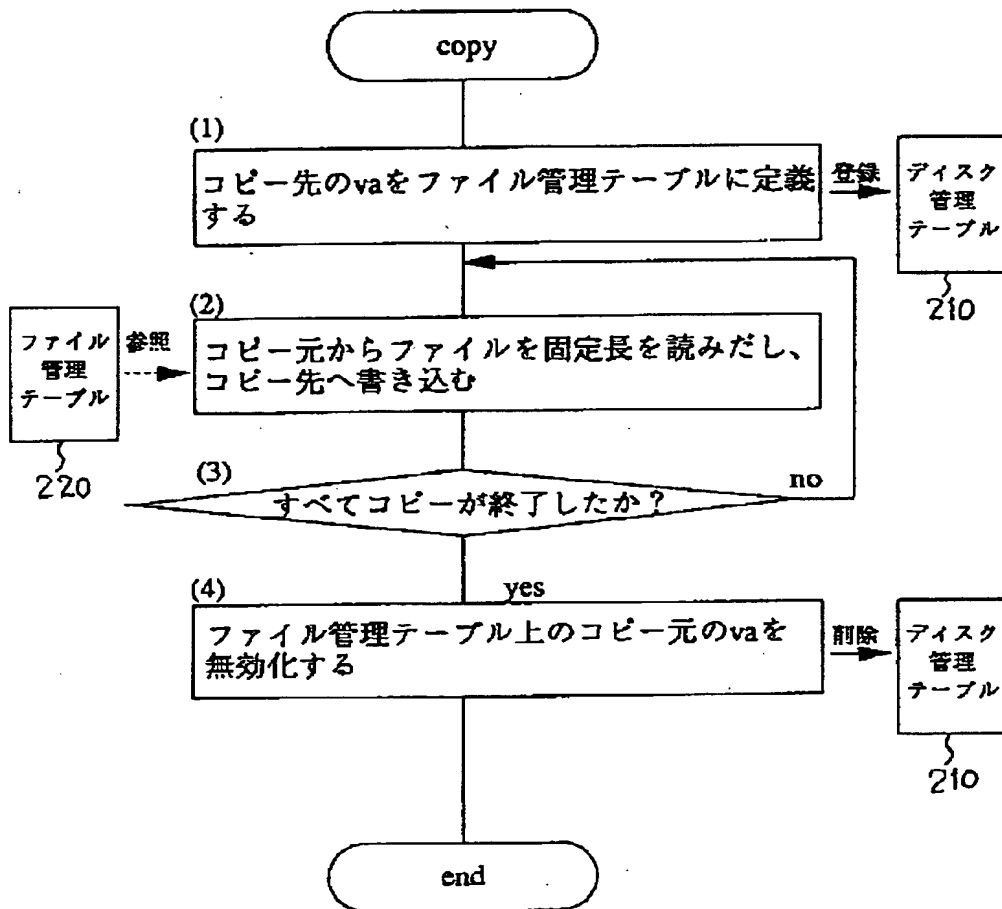 copy
(1)
コピー先のvaをファイル管理テーブルに定義
する
登録
ディスク
管理
テーブル
210
(2)
ファイル
管理
テーブル
220
参照
コピー元からファイルを固定長を読みだし、
コピー先へ書き込む
(3)
すべてコピーが終了したか？
no
yes
(4)
ファイル管理テーブル上のコピー元のvaを
無効化する
削除
ディスク
管理
テーブル
210
end